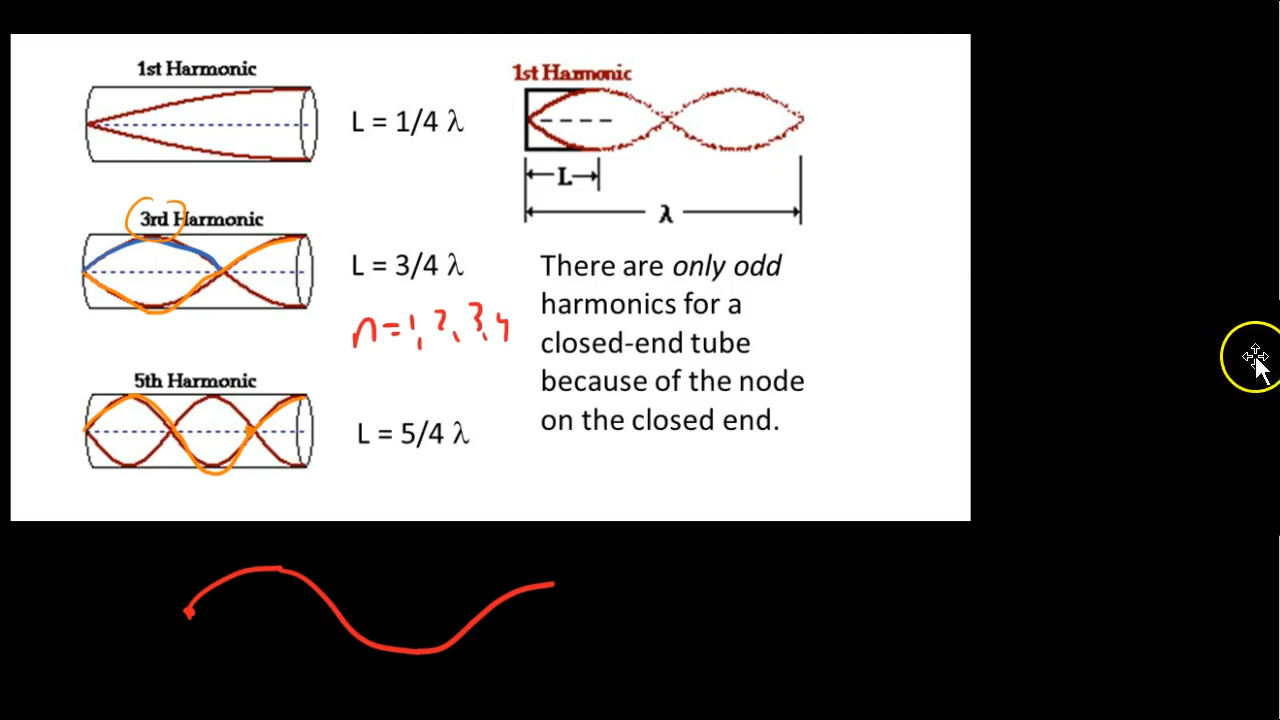 1st Harmonic
L = 1/4 λ
3rd Harmonic
L = 3/4 λ
n=1, 2, 3, 4
5th Harmonic
L = 5/4 λ
1st Harmonic
L
λ
There are only odd
harmonics for a
closed-end tube
because of the node
on the closed end.